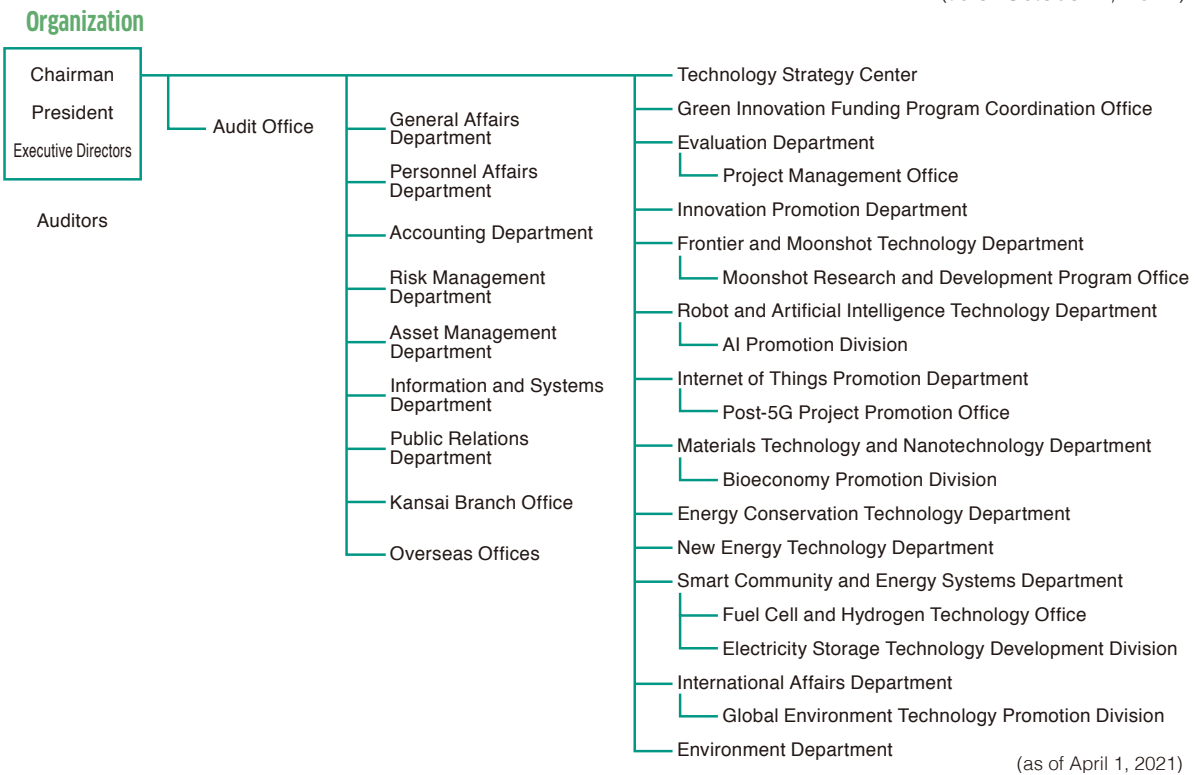 Organization
Chairman
President
Executive Directors
Auditors
Audit Office
General Affairs
Department
Personnel Affairs
Department
Accounting Department
Risk Management
Department
Asset Management
Department
Information and Systems
Department
Public Relations
Department
Kansai Branch Office
Overseas Offices
Technology Strategy Center
Green Innovation Funding Program Coordination Office
Evaluation Department
Project Management Office
Innovation Promotion Department
Frontier and Moonshot Technology Department
Moonshot Research and Development Program Office
Robot and Artificial Intelligence Technology Department
AI Promotion Division
Internet of Things Promotion Department
Post-5G Project Promotion Office
Materials Technology and Nanotechnology Department
Bioeconomy Promotion Division
Energy Conservation Technology Department
New Energy Technology Department
Smart Community and Energy Systems Department
Fuel Cell and Hydrogen Technology Office
Electricity Storage Technology Development Division
International Affairs Department
Global Environment Technology Promotion Division
Environment Department
(as of April 1, 2021)